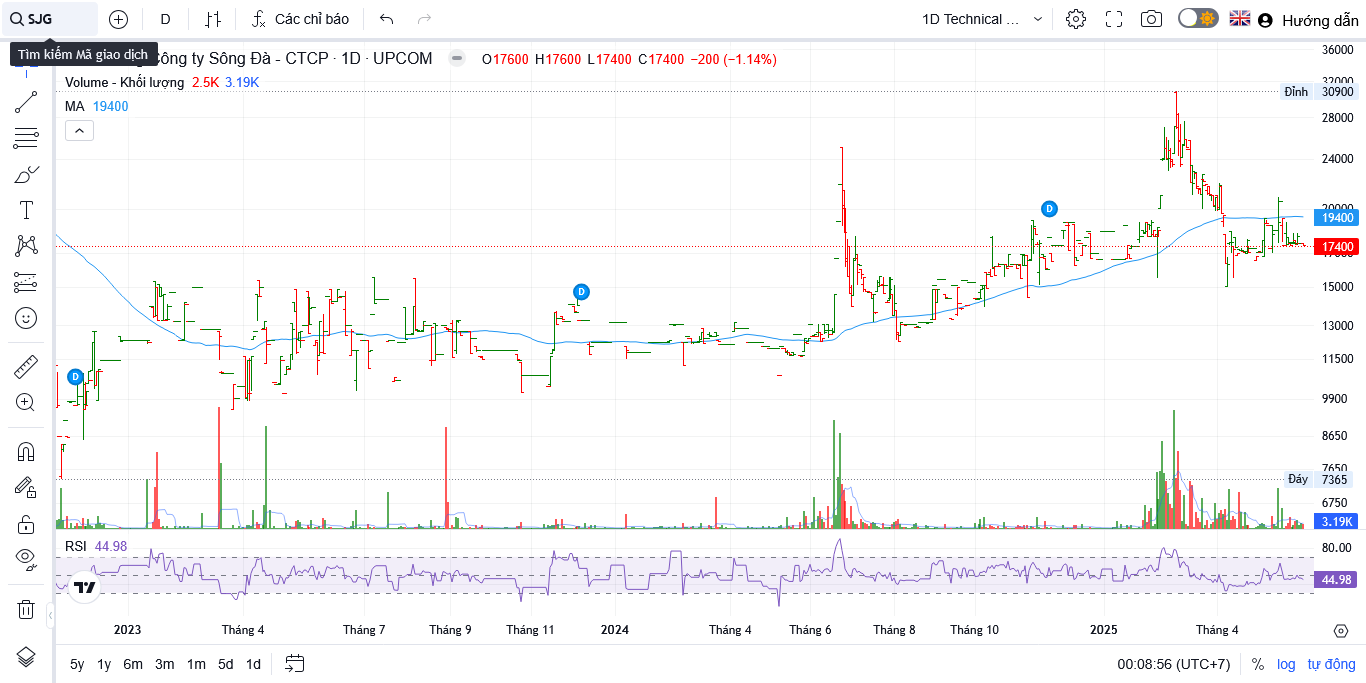 SJG
D
Các chỉ báo
1D Technical ...
Hướng dẫn
Tìm kiếm Mã giao dịch
Công ty Sông Đà - CTCP · 1D · UPCOM
O17600 H17600 L17400 C17400 −200 (−1.14%)
Volume - Khối lượng 2.5K 3.19K
MA 19400
36000
32000
Đỉnh 30900
28000
24000
20000
19400
17400
17000
15000
13000
11500
9900
8650
7650
Đáy 7365
6750
3.19K
D
D
D
RSI 44.98
80.00
44.98
2023 Tháng 4 Tháng 7 Tháng 9 Tháng 11 2024 Tháng 4 Tháng 6 Tháng 8 Tháng 10 2025 Tháng 4
5y 1y 6m 3m 1m 5d 1d
00:08:56 (UTC+7) % log tự động